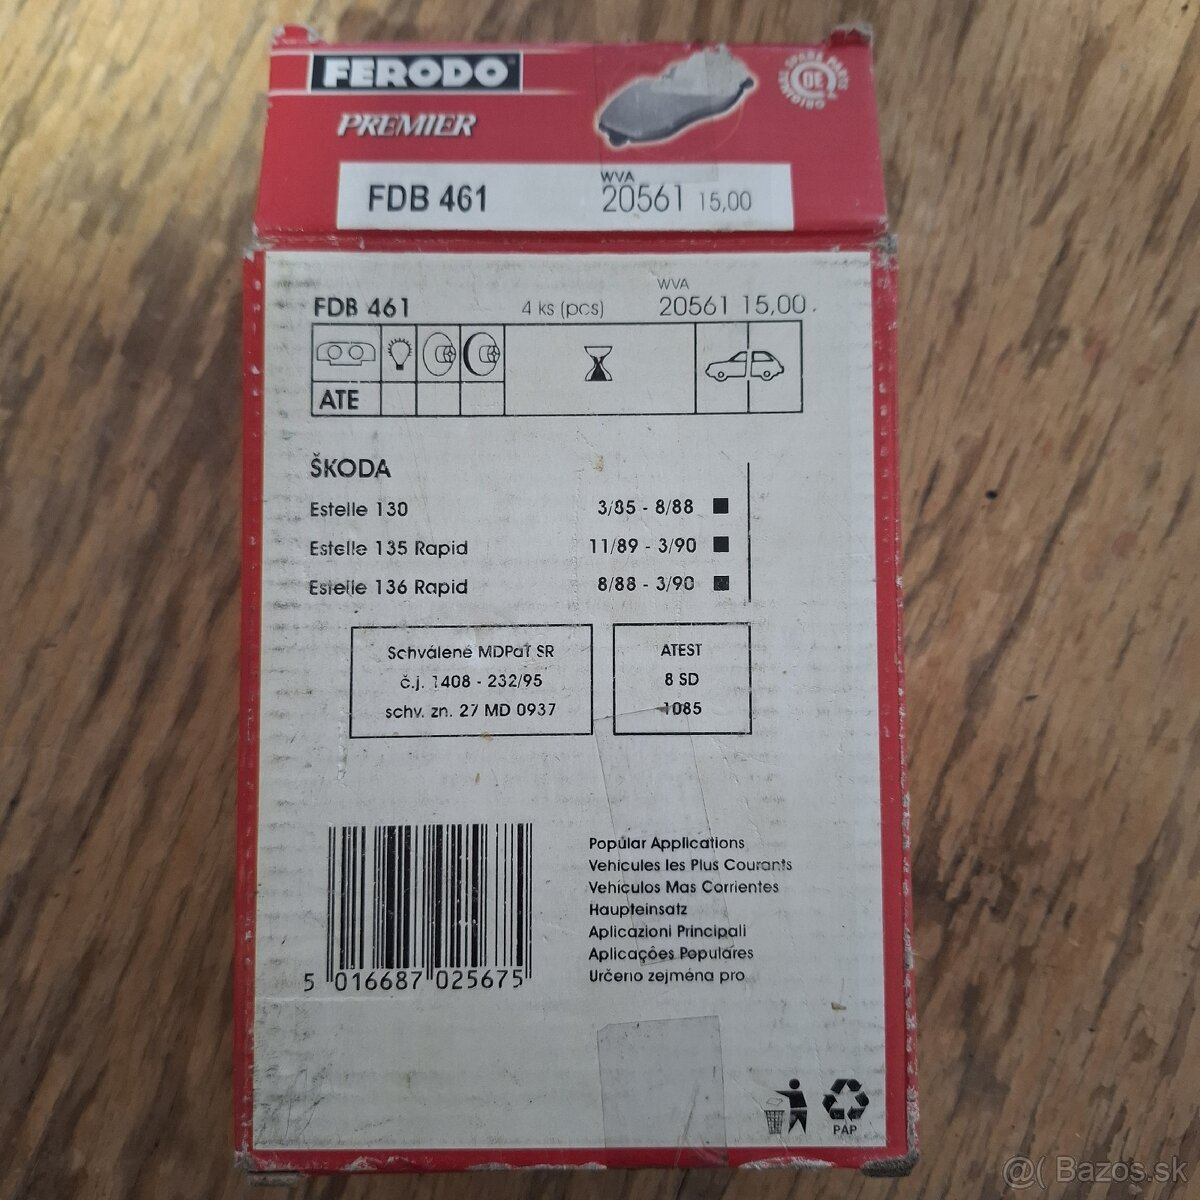 FERODO
PREMIER
ORIGINAL SPARE PARTS
OE
WVA
FDB 461 20561 15,00
WVA
FDB 461 4 ks (pcs) 20561 15,00
ATE
ŠKODA
Estelle 130 3/85 - 8/88
Estelle 135 Rapid 11/89 - 3/90
Estelle 136 Rapid 8/88 - 3/90
Schválené MDPaT SR
č.j. 1408 - 232/95
schv. zn. 27 MD 0937
ATEST
8 SD
1085
Popular Applications
Vehicules les Plus Courants
Vehiculos Mas Corrientes
Haupteinsatz
Aplicazioni Principali
Aplicações Populares
Určeno zejména pro
5 016687 025675
PAP
@( Bazos.sk